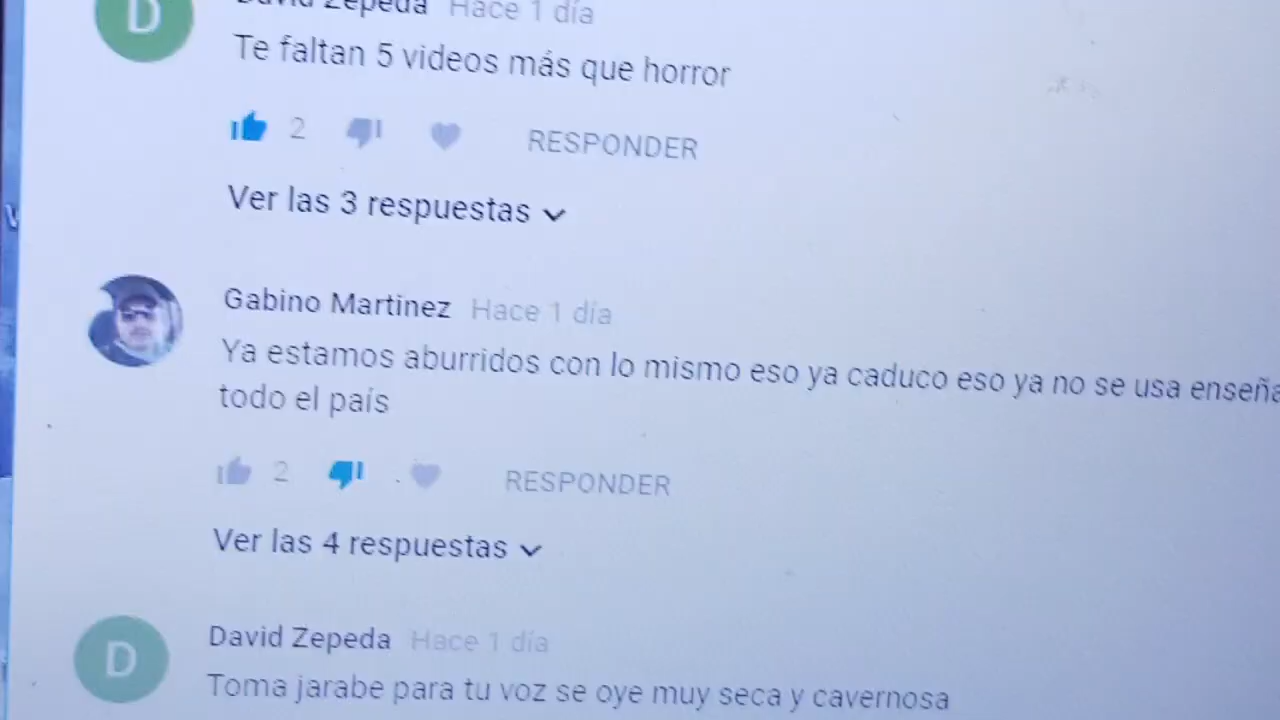 D
David Zepeda Hace 1 día
Te faltan 5 videos más que horror
2 RESPONDER
Ver las 3 respuestas
Gabino Martinez Hace 1 día
Ya estamos aburridos con lo mismo eso ya caduco eso ya no se usa enseña
todo el país
2 RESPONDER
Ver las 4 respuestas
D
David Zepeda Hace 1 día
Toma jarabe para tu voz se oye muy seca y cavernosa